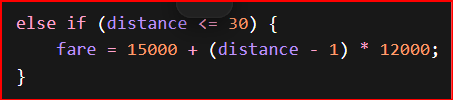 else if (distance <= 30) {
    fare = 15000 + (distance - 1) * 12000;
}